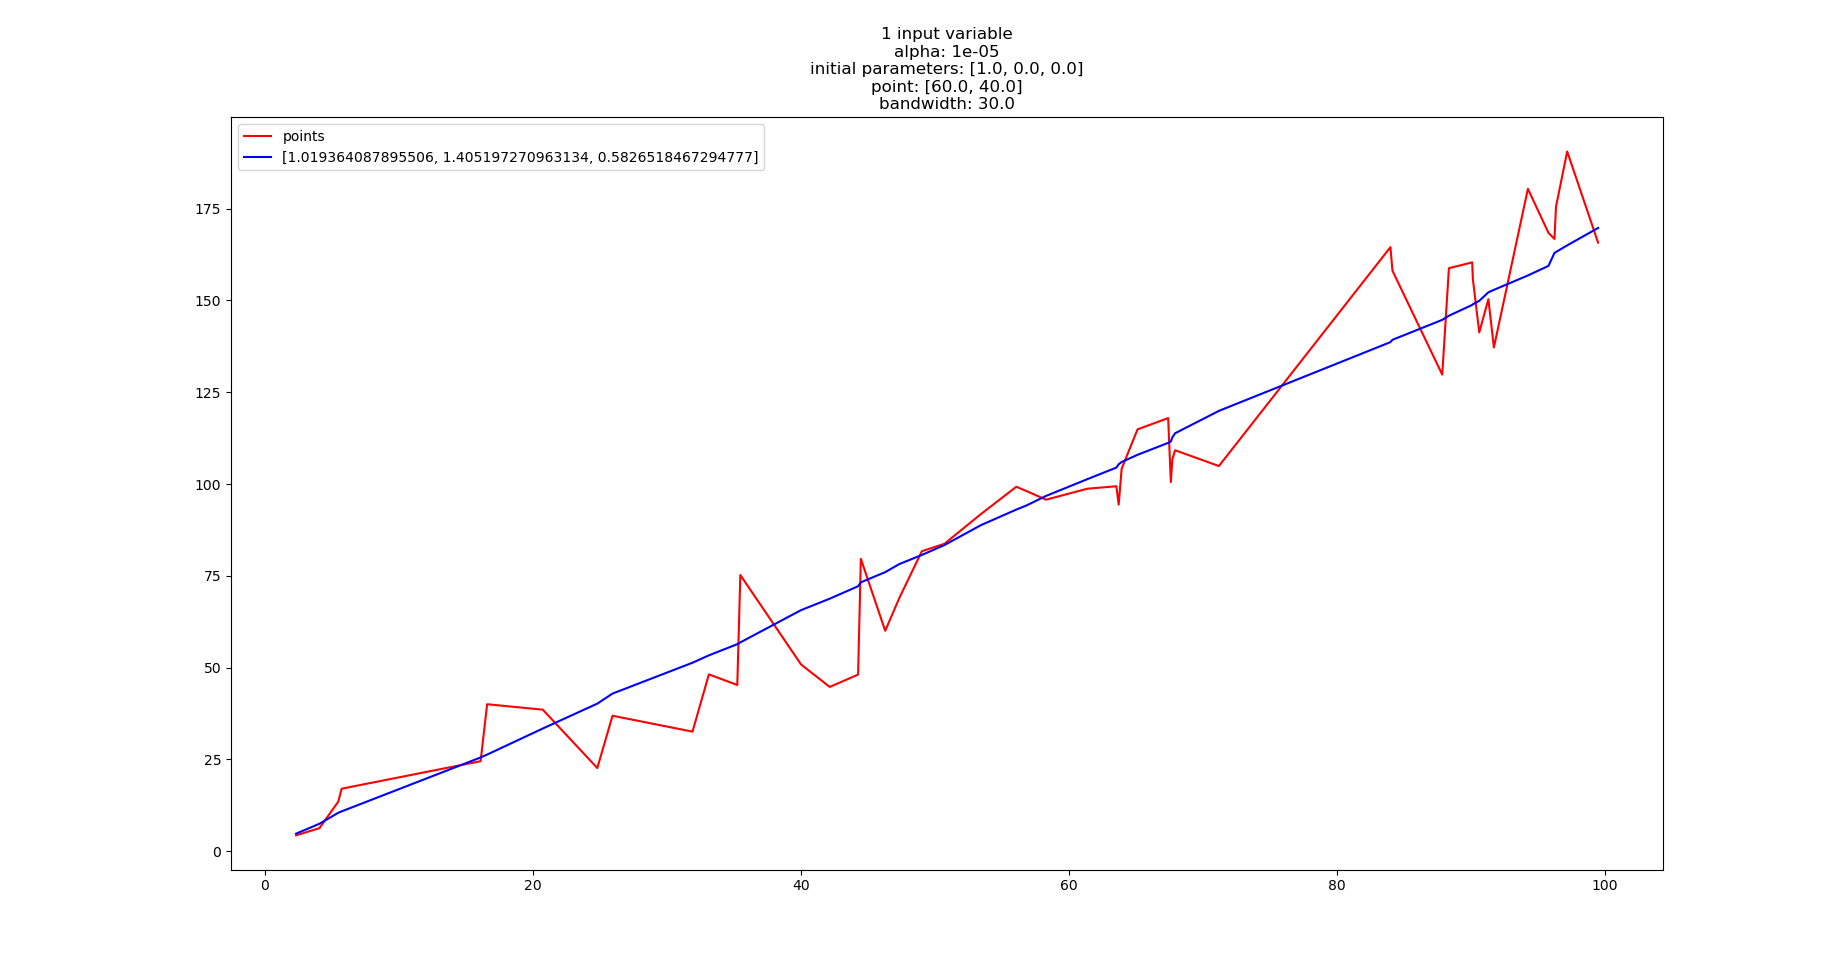 1 input variable
alpha: 1e-05
initial parameters: [1.0, 0.0, 0.0]
point: [60.0, 40.0]
bandwidth: 30.0
points
[1.019364087895506, 1.405197270963134, 0.5826518467294777]
175
150
125
100
75
50
25
0
0 20 40 60 80 100